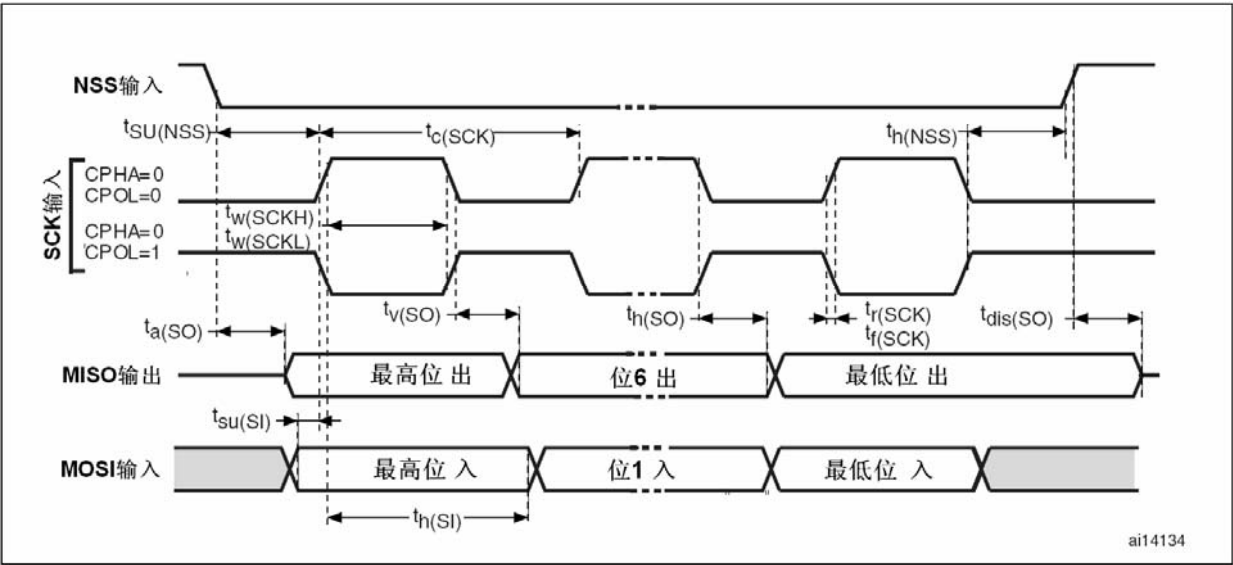 NSS输入
tSU(NSS)
tc(SCK)
th(NSS)
SCK输入
CPHA=0
CPOL=0
tw(SCKH)
CPHA=0
tw(SCKL)
CPOL=1
tv(SO)
ta(SO)
th(SO)
tr(SCK)
tf(SCK)
tdis(SO)
MISO输出
最高位 出
位6 出
最低位 出
tsu(SI)
MOSI输入
最高位 入
位1 入
最低位 入
th(SI)
ai14134